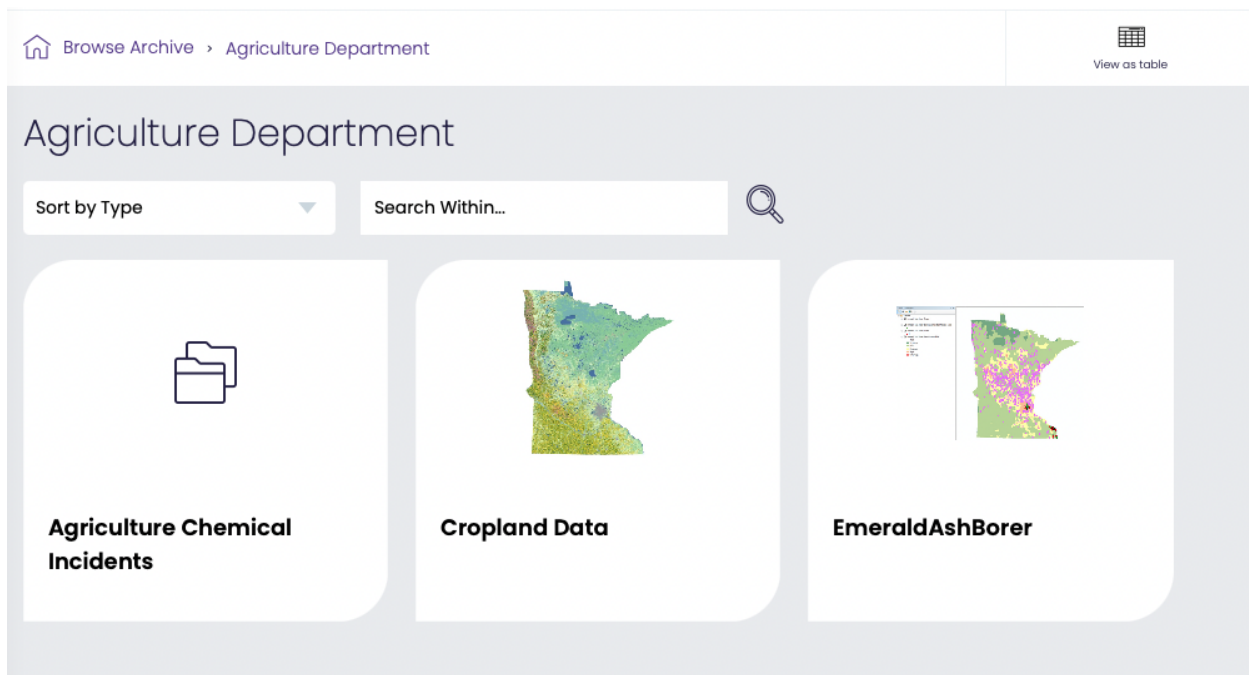 Browse Archive › Agriculture Department
View as table
Agriculture Department
Sort by Type
Search Within...
Agriculture Chemical
Incidents
Cropland Data
EmeraldAshBorer